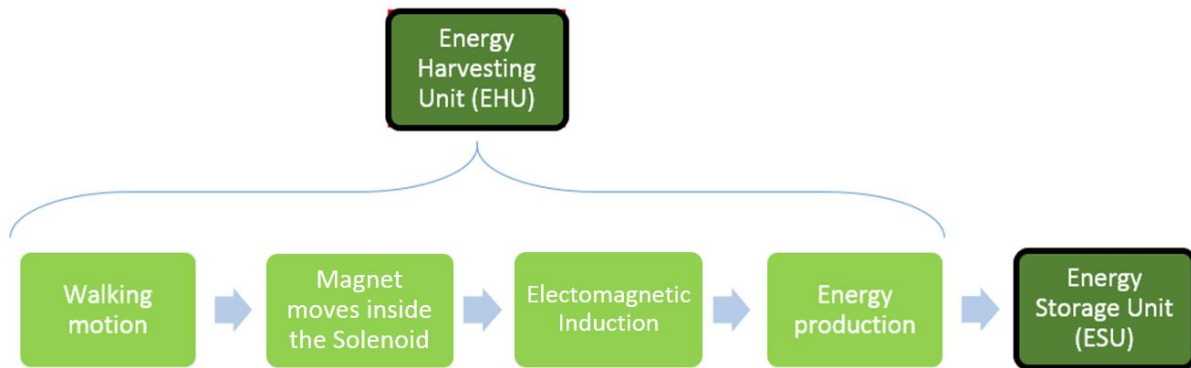 Energy
Harvesting
Unit (EHU)
Walking
motion
Magnet
moves inside
the Solenoid
Electomagnetic
Induction
Energy
production
Energy
Storage Unit
(ESU)